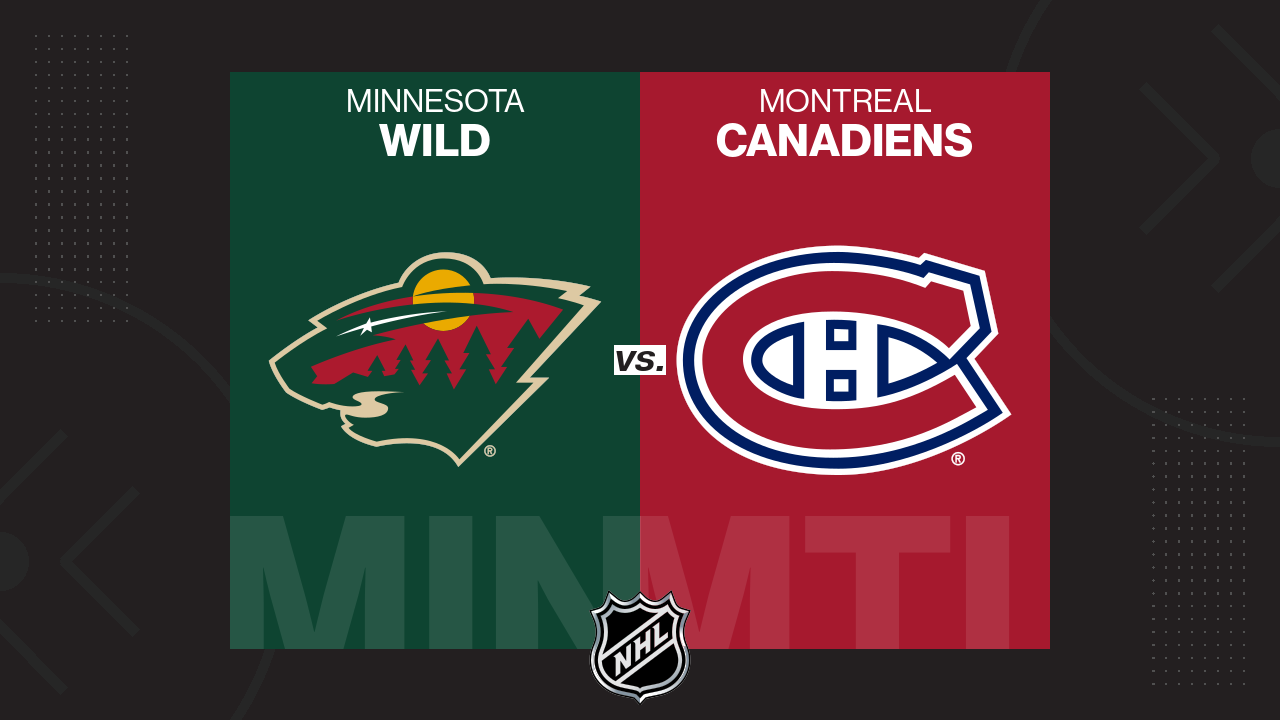 MINNESOTA
WILD
MONTREAL
CANADIENS
vs.
®
®
MIN
MTL
NHL